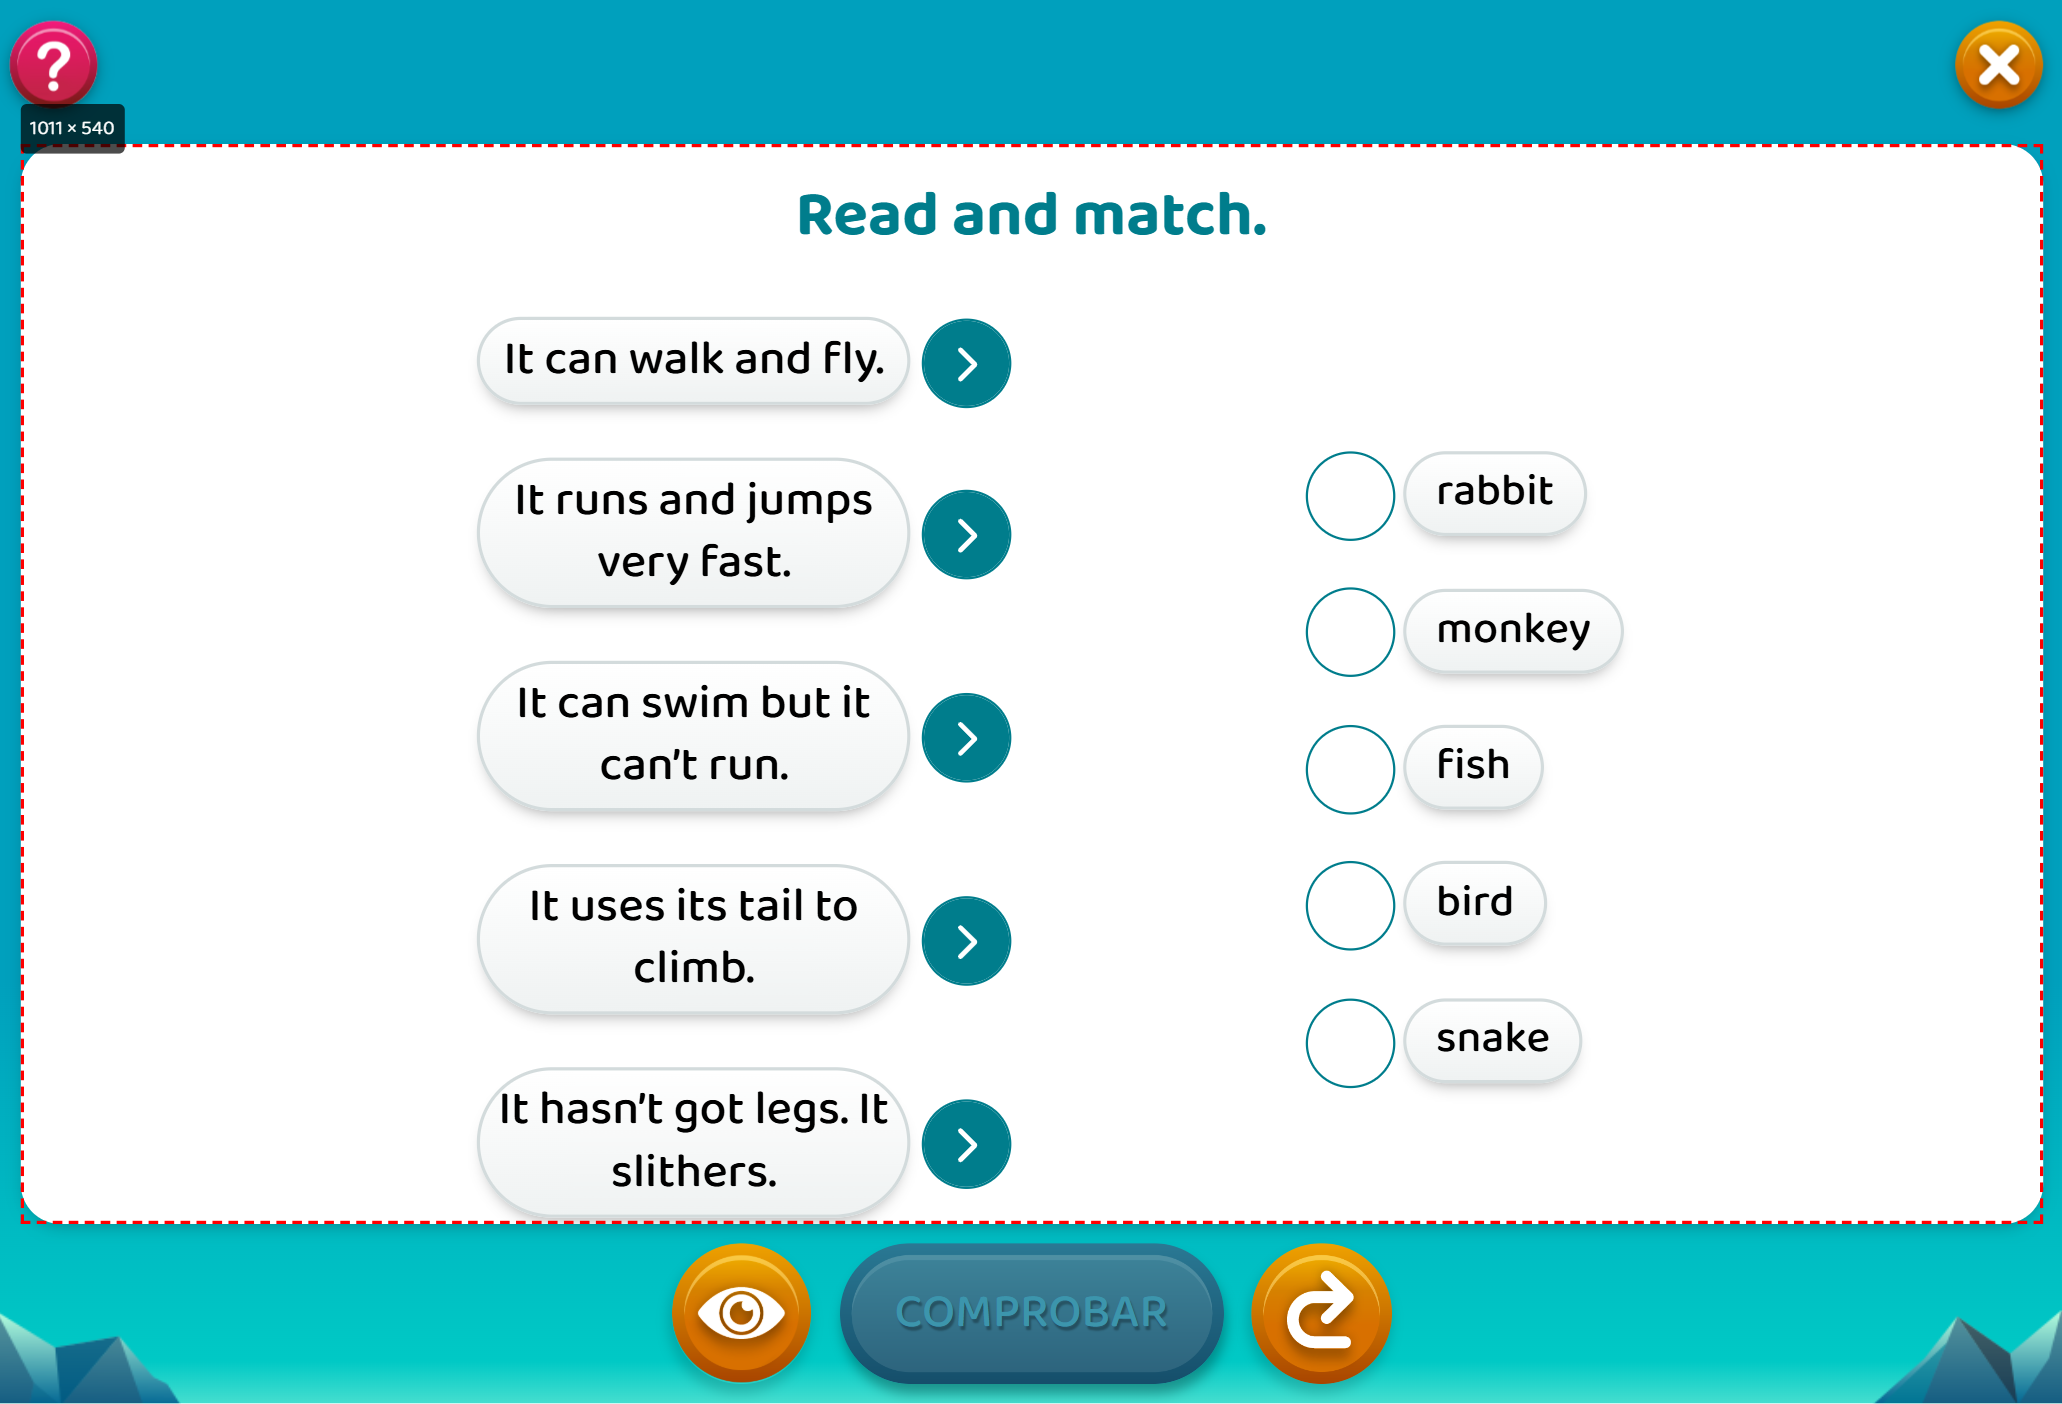 ?
1011 × 540
Read and match.
It can walk and fly.
It runs and jumps
very fast.
It can swim but it
can't run.
It uses its tail to
climb.
It hasn't got legs. It
slithers.
rabbit
monkey
fish
bird
snake
COMPROBAR